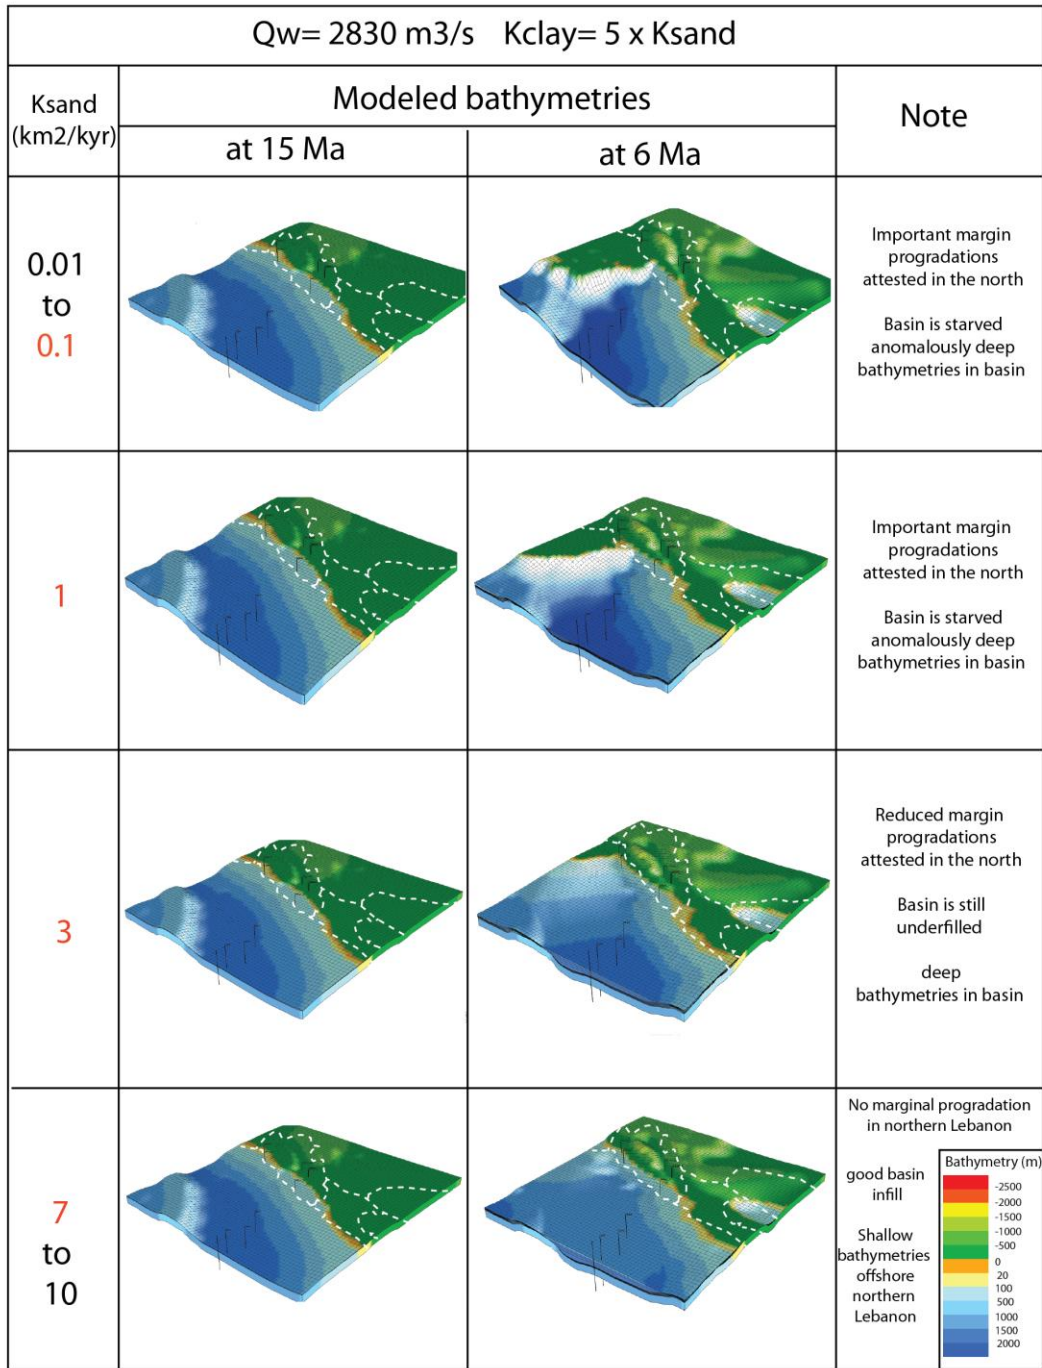 Qw= 2830 m3/s Kclay= 5 x Ksand
Ksand
(km2/kyr)
Modeled bathymetries
at 15 Ma
at 6 Ma
Note
0.01
to
0.1
Important margin
progradations
attested in the north
Basin is starved
anomalously deep
bathymetries in basin
1
Important margin
progradations
attested in the north
Basin is starved
anomalously deep
bathymetries in basin
3
Reduced margin
progradations
attested in the north
Basin is still
underfilled
deep
bathymetries in basin
7
to
10
No marginal progradation
in northern Lebanon
good basin
infill
Shallow
bathymetries
offshore
northern
Lebanon
Bathymetry (m)
-2500
-2000
-1500
-1000
-500
0
20
100
500
1000
1500
2000